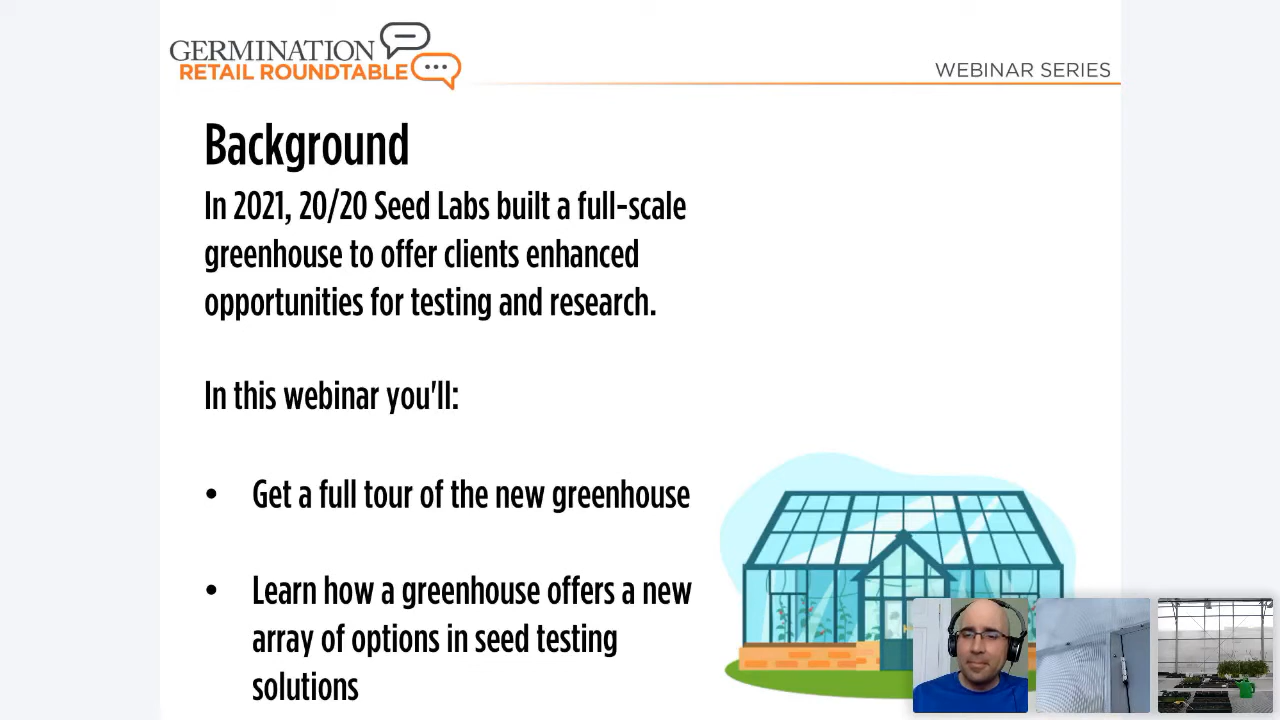 GERMINATION
RETAIL ROUNDTABLE
WEBINAR SERIES
Background
In 2021, 20/20 Seed Labs built a full-scale
greenhouse to offer clients enhanced
opportunities for testing and research.
In this webinar you'll:
• Get a full tour of the new greenhouse
• Learn how a greenhouse offers a new
array of options in seed testing
solutions